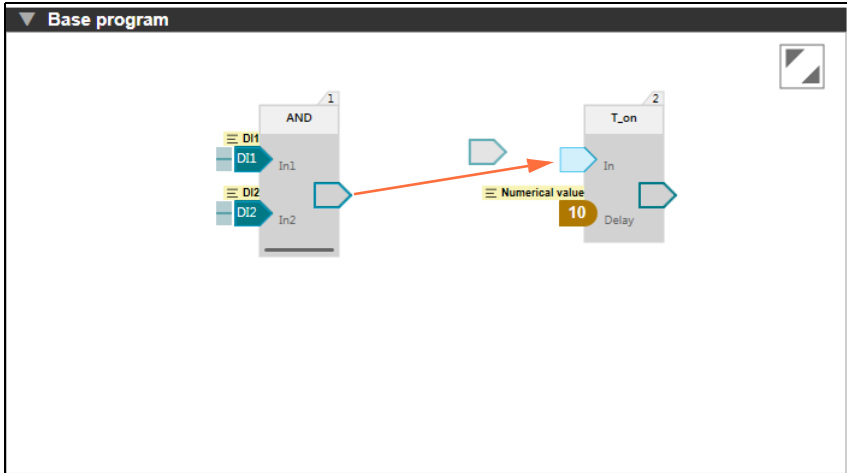 Base program
1
AND
DI1
DI1
In1
DI2
DI2
In2
2
T_on
In
Numerical value
10
Delay